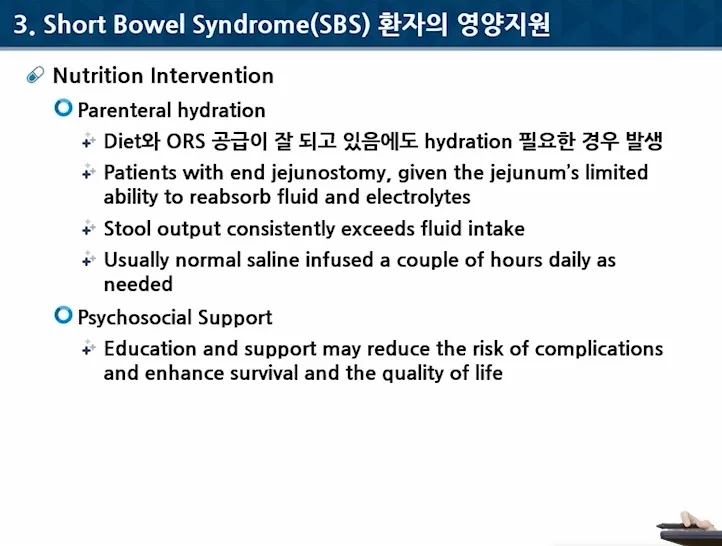 3. Short Bowel Syndrome(SBS) 환자의 영양지원
Nutrition Intervention
Parenteral hydration
Diet와 ORS 공급이 잘 되고 있음에도 hydration 필요한 경우 발생
Patients with end jejunostomy, given the jejunum's limited
ability to reabsorb fluid and electrolytes
Stool output consistently exceeds fluid intake
Usually normal saline infused a couple of hours daily as
needed
Psychosocial Support
Education and support may reduce the risk of complications
and enhance survival and the quality of life